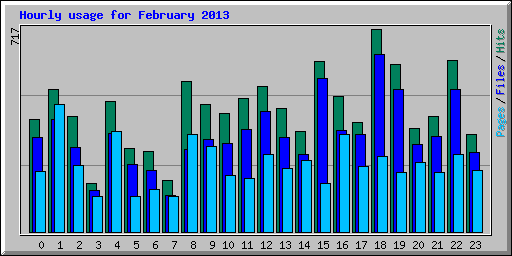 Hourly usage for February 2013
717
Pages/Files/Hits
0 1 2 3 4 5 6 7 8 9 10 11 12 13 14 15 16 17 18 19 20 21 22 23